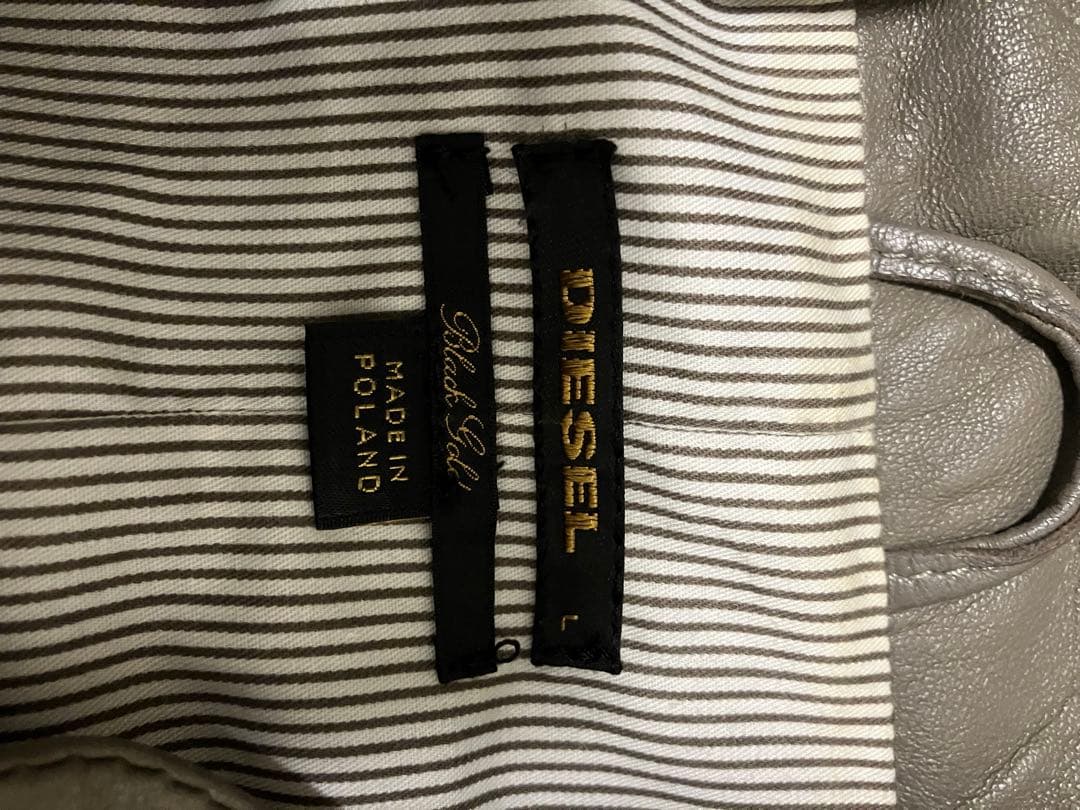 DIESEL
L
Black Gold
MADE IN
POLAND